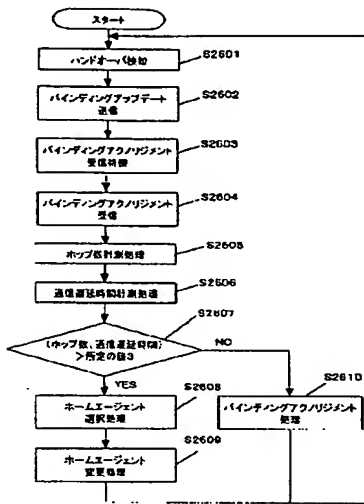 スタート
ハンドオーバ検知
S2601
バインディングアップデート
送信
S2602
バインディングアクノリジメント
受信待機
S2603
バインディングアクノリジメント
受信
S2604
ホップ数計測処理
S2605
通信遅延時間計測処理
S2606
(ホップ数、通信遅延時間)
>所定の値3
S2607
NO
YES
ホームエージェント
選択処理
S2608
ホームエージェント
変更処理
S2609
バインディングアクノリジメント
処理
S2610